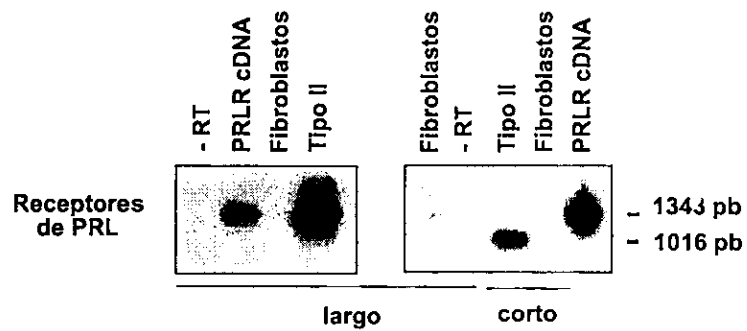 - RT
PRLR cDNA
Fibroblastos
Tipo II
Fibroblastos
- RT
Tipo II
Fibroblastos
PRLR cDNA
Receptores
de PRL
- 1343 pb
- 1016 pb
largo
corto